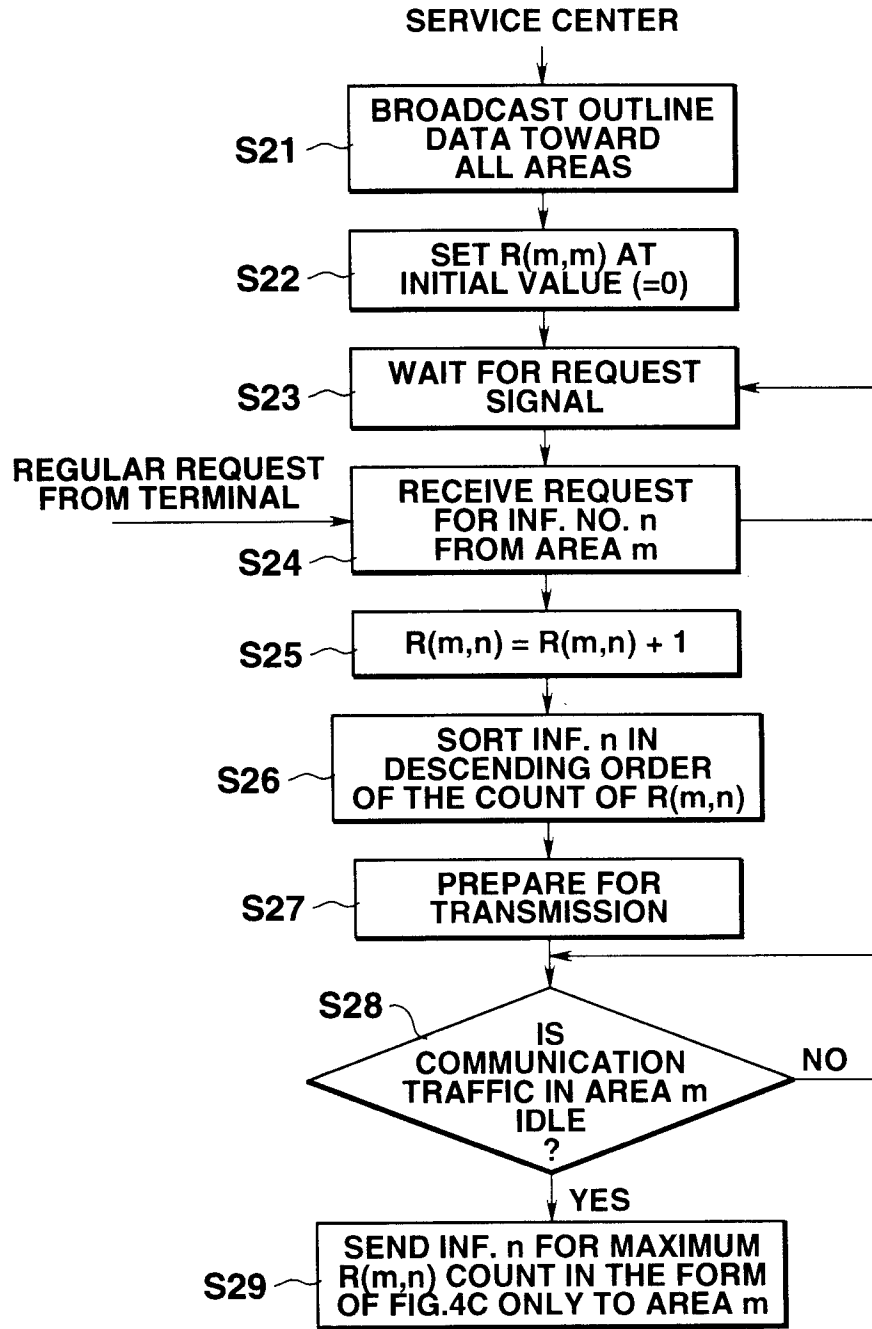 SERVICE CENTER
S21
BROADCAST OUTLINE
DATA TOWARD
ALL AREAS
S22
SET R(m,m) AT
INITIAL VALUE (=0)
S23
WAIT FOR REQUEST
SIGNAL
REGULAR REQUEST
FROM TERMINAL
S24
RECEIVE REQUEST
FOR INF. NO. n
FROM AREA m
S25
R(m,n) = R(m,n) + 1
S26
SORT INF. n IN
DESCENDING ORDER
OF THE COUNT OF R(m,n)
S27
PREPARE FOR
TRANSMISSION
S28
IS
COMMUNICATION
TRAFFIC IN AREA m
IDLE
?
NO
YES
S29
SEND INF. n FOR MAXIMUM
R(m,n) COUNT IN THE FORM
OF FIG.4C ONLY TO AREA m